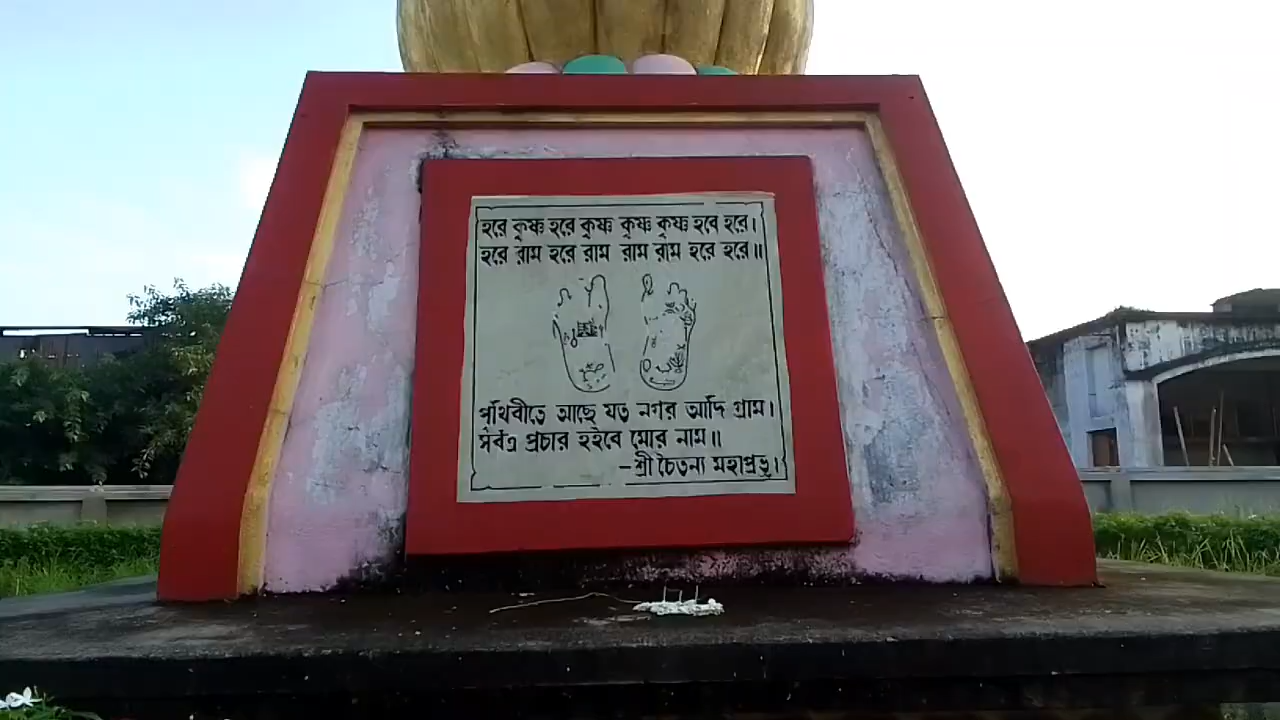 হরে কৃষ্ণ হরে কৃষ্ণ কৃষ্ণ কৃষ্ণ হরে হরে।
হরে রাম হরে রাম রাম রাম হরে হরে॥
পৃথিবীতে আছে যত নগর আদি গ্রাম।
সর্বত্র প্রচার হইবে মোর নাম॥
–শ্রী চৈতন্য মহাপ্রভু।